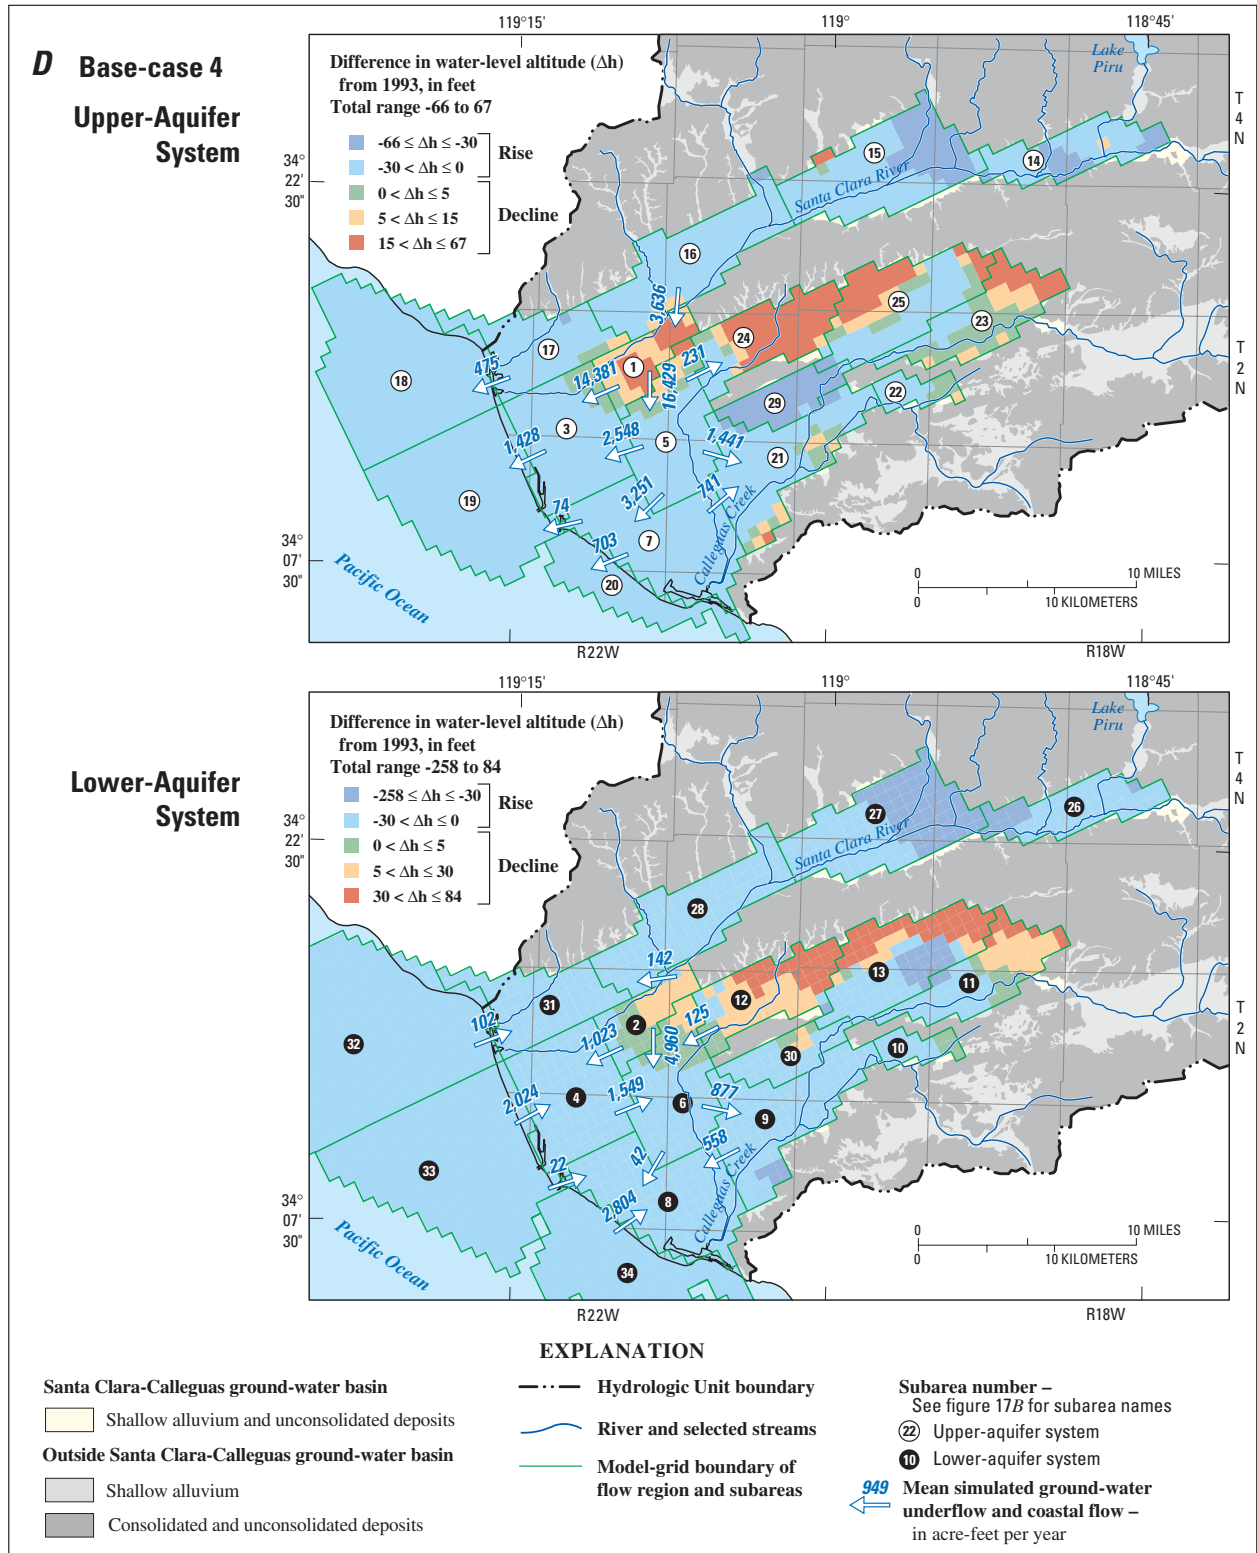 D Base-case 4
Upper-Aquifer
System
119°15'
119°
118°45'
Difference in water-level altitude (Δh)
from 1993, in feet
Total range -66 to 67
-66 ≤ Δh ≤ -30
-30 < Δh ≤ 0
Rise
0 < Δh ≤ 5
5 < Δh ≤ 15
15 < Δh ≤ 67
Decline
Lake
Piru
T
4
N
T
2
N
34°
22'
30"
34°
07'
30"
Santa Clara River
Calleguas Creek
Pacific Ocean
15
14
16
25
23
24
17
1
18
29
22
3
5
21
19
7
20
3,636
475
14,381
231
16,429
1,428
2,548
1,441
741
3,251
74
703
0
10 MILES
0
10 KILOMETERS
R22W
R18W
Lower-Aquifer
System
119°15'
119°
118°45'
Difference in water-level altitude (Δh)
from 1993, in feet
Total range -258 to 84
-258 ≤ Δh ≤ -30
-30 < Δh ≤ 0
Rise
0 < Δh ≤ 5
5 < Δh ≤ 30
30 < Δh ≤ 84
Decline
Lake
Piru
T
4
N
T
2
N
34°
22'
30"
34°
07'
30"
Santa Clara River
Calleguas Creek
Pacific Ocean
27
26
28
13
11
12
31
2
32
30
10
4
6
9
33
8
34
142
102
1,023
125
4,960
2,024
1,549
877
558
42
22
2,804
0
10 MILES
0
10 KILOMETERS
R22W
R18W
EXPLANATION
Santa Clara-Calleguas ground-water basin
Shallow alluvium and unconsolidated deposits
Outside Santa Clara-Calleguas ground-water basin
Shallow alluvium
Consolidated and unconsolidated deposits
Hydrologic Unit boundary
River and selected streams
Model-grid boundary of
flow region and subareas
Subarea number –
See figure 17B for subarea names
22 Upper-aquifer system
10 Lower-aquifer system
949 Mean simulated ground-water
underflow and coastal flow –
in acre-feet per year